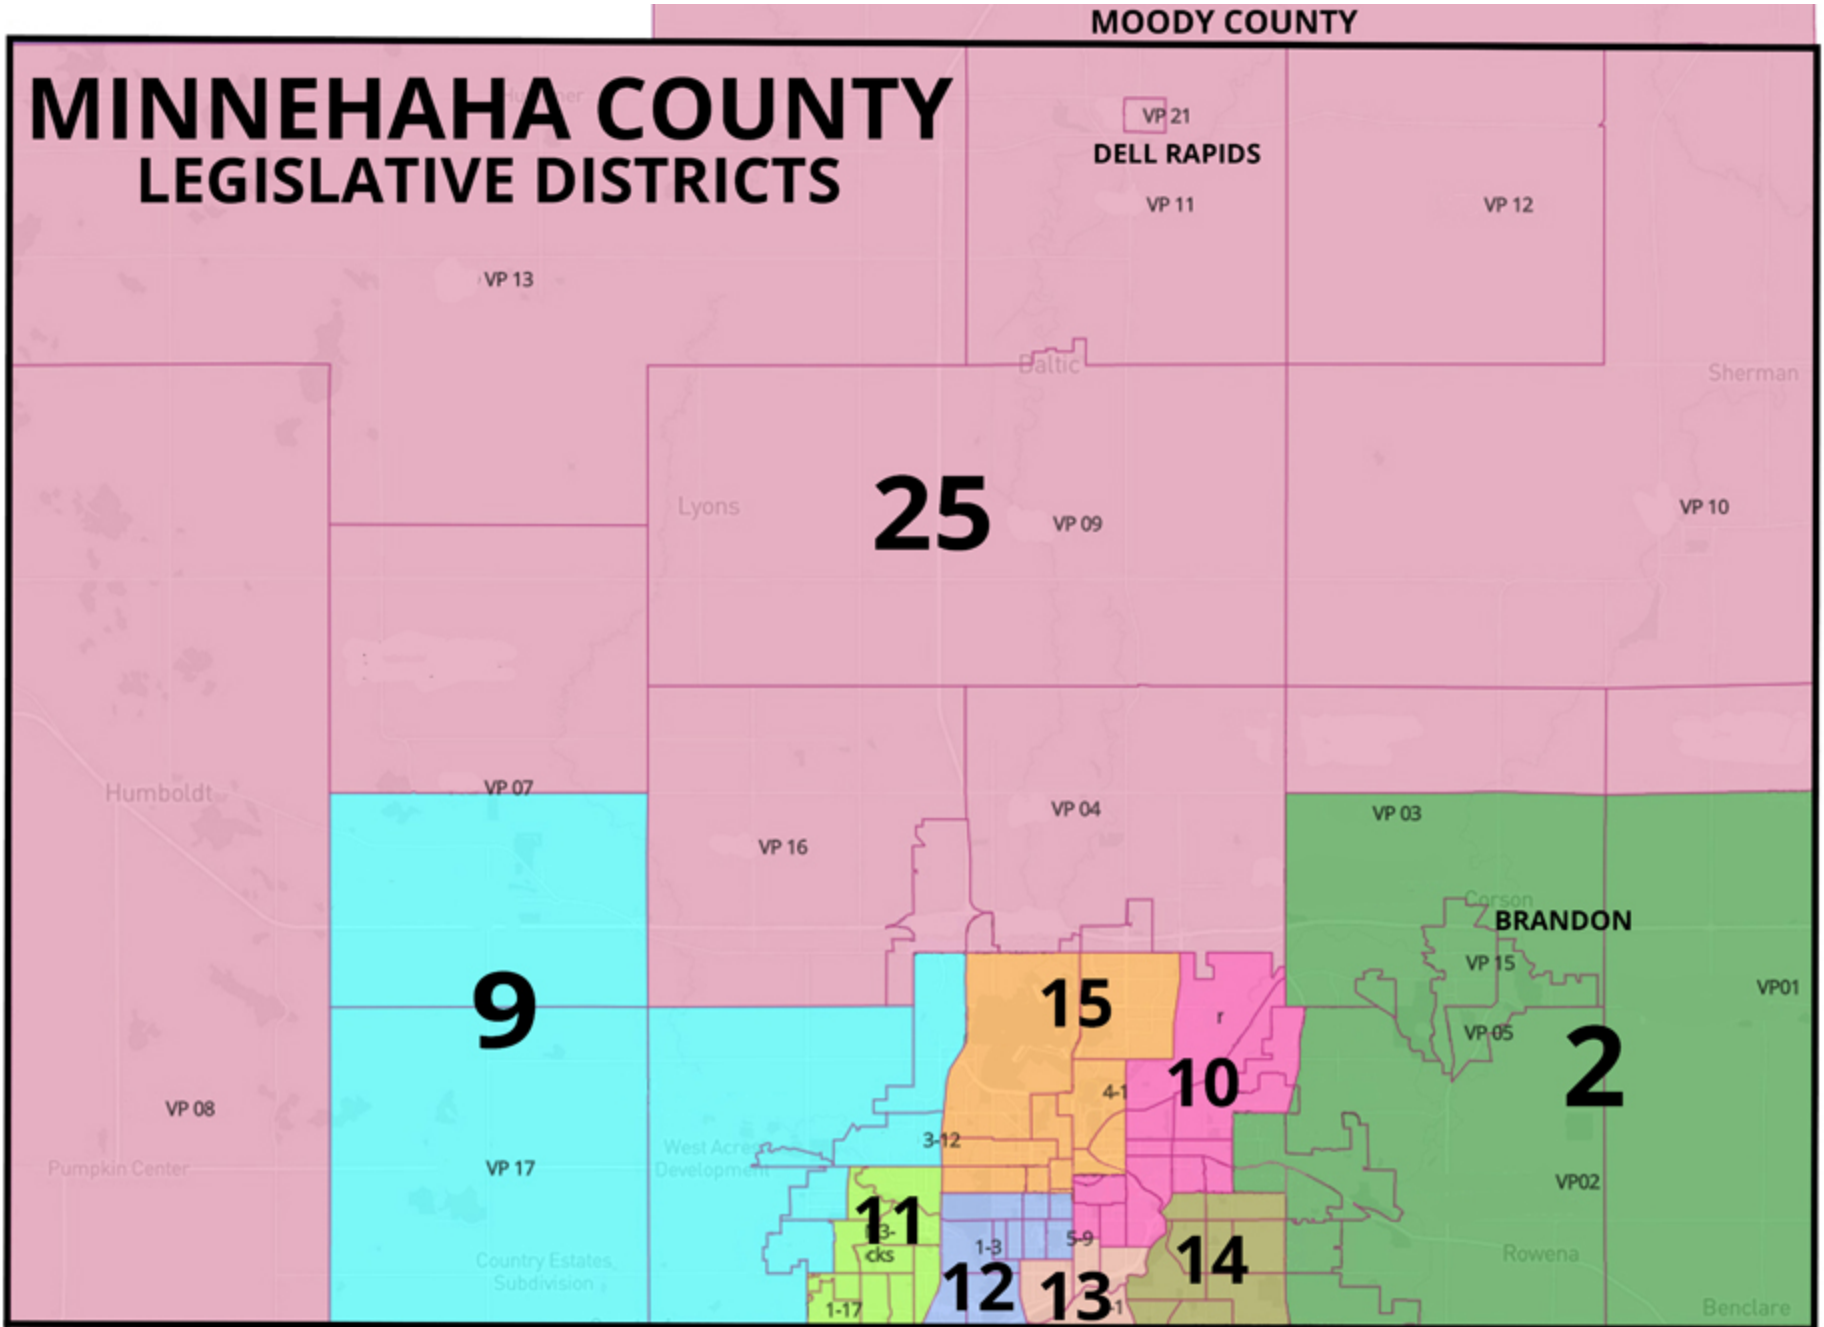 MOODY COUNTY
MINNEHAHA COUNTY
LEGISLATIVE DISTRICTS
VP 21
DELL RAPIDS
VP 11
VP 12
VP 13
Baltic
Sherman
25
Lyons
VP 09
VP 10
VP 07
Humboldt
VP 04
VP 03
VP 16
Corson
BRANDON
VP 15
VP01
9
15
r
VP 05
2
10
4-1
VP 08
3-12
West Acres
Development
Pumpkin Center
VP 17
VP02
11
cks
1-3
5-9
14
Rowena
Country Estates
Subdivision
12
13
-1
1-17
Benclare